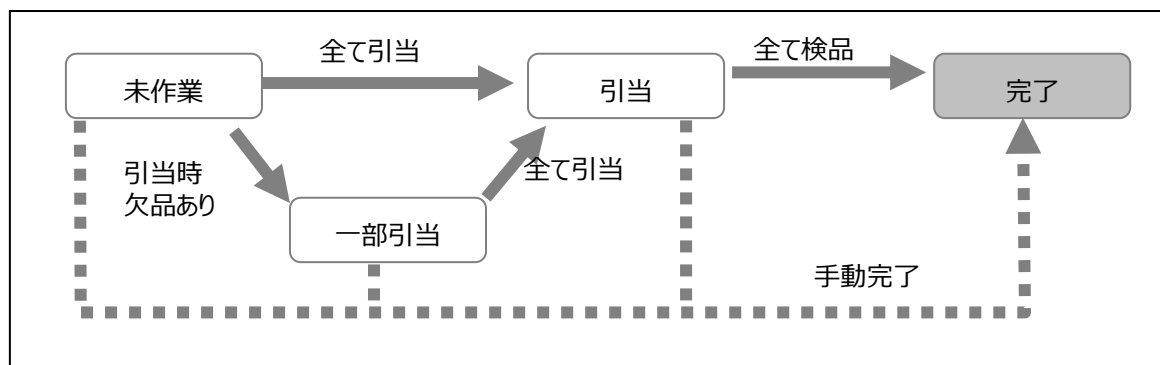 全て引当
全て検品
未作業
引当
完了
引当時
欠品あり
全て引当
一部引当
手動完了